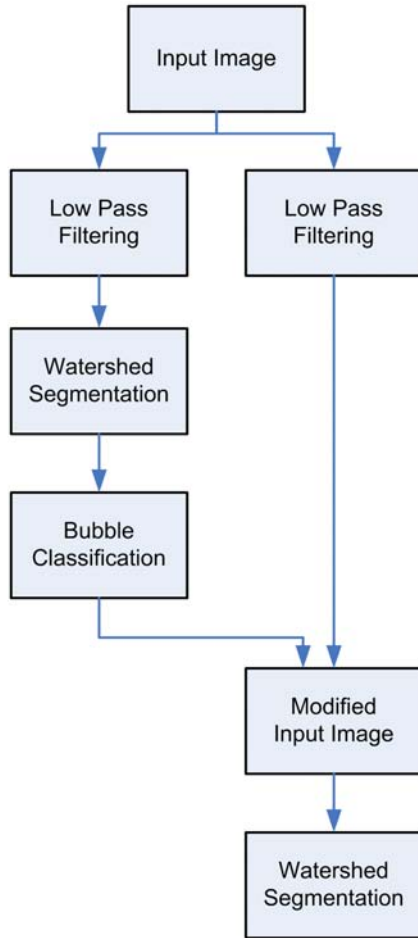 Input Image
Low Pass
Filtering
Low Pass
Filtering
Watershed
Segmentation
Bubble
Classification
Modified
Input Image
Watershed
Segmentation